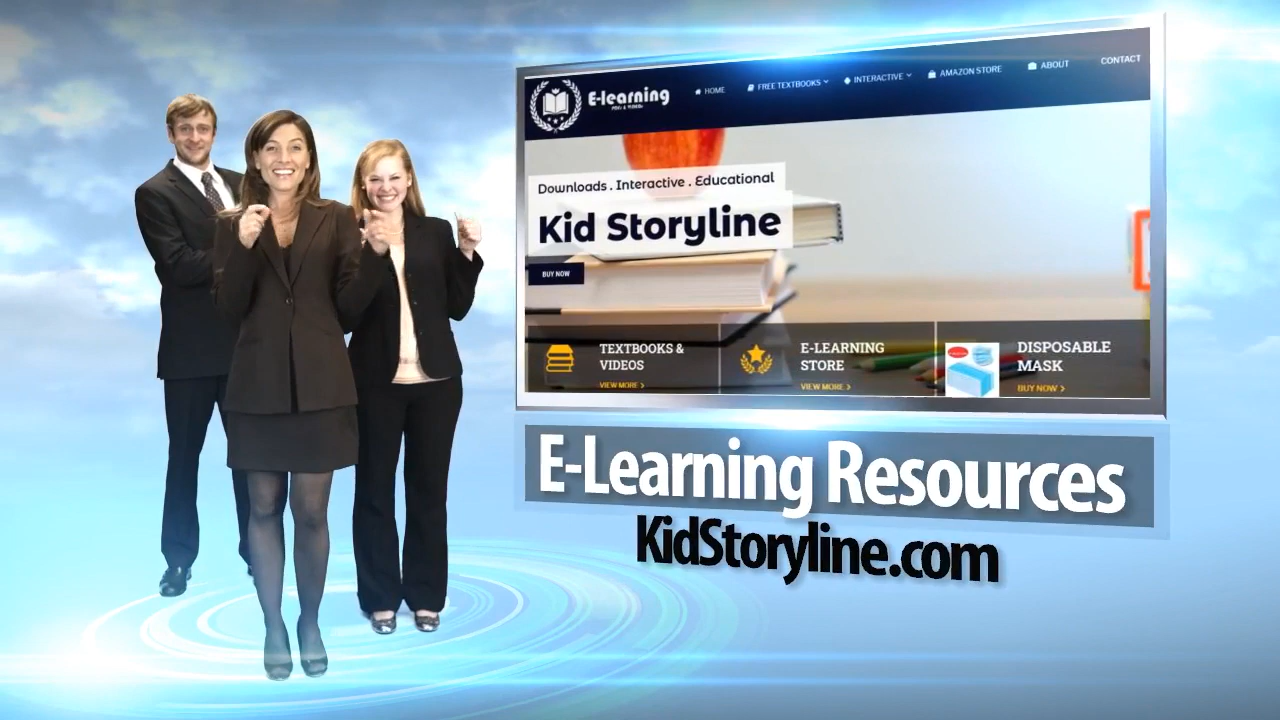 E-learning
HOME
FREE TEXTBOOKS
INTERACTIVE
AMAZON STORE
ABOUT
CONTACT
Downloads . Interactive . Educational
Kid Storyline
BUY NOW
TEXTBOOKS &
VIDEOS
VIEW MORE >
E-LEARNING
STORE
VIEW MORE >
DISPOSABLE
MASK
BUY NOW >
E-Learning Resources
KidStoryline.com